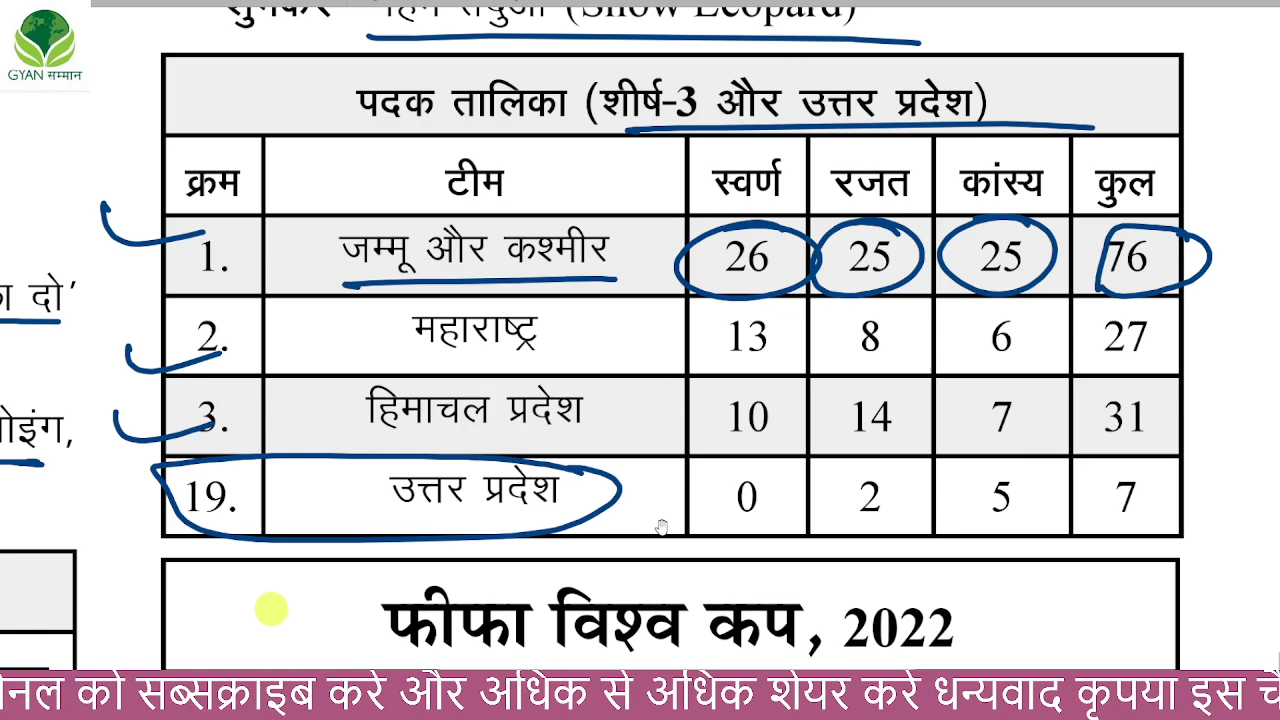 GYAN सम्मान
(Snow Leopard)
पदक तालिका (शीर्ष-3 और उत्तर प्रदेश)
क्रम टीम स्वर्ण रजत कांस्य कुल
1. जम्मू और कश्मीर 26 25 25 76
2. महाराष्ट्र 13 8 6 27
3. हिमाचल प्रदेश 10 14 7 31
19. उत्तर प्रदेश 0 2 5 7
दो’
फीफा विश्व कप, 2022
को सब्सक्राइब करे और अधिक से अधिक शेयर करें धन्यवाद कृपया इस